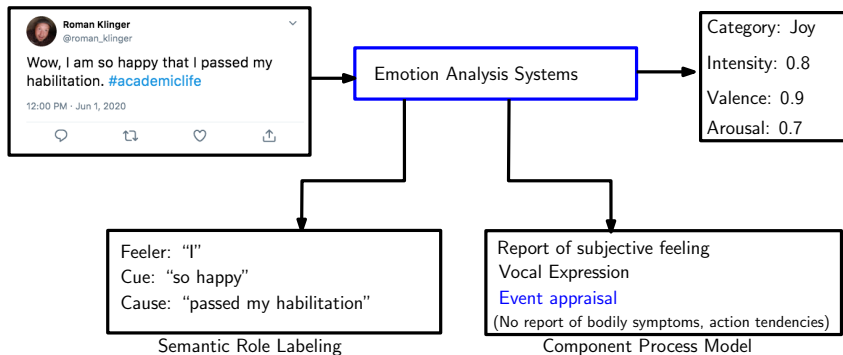 Roman Klinger
@roman_klinger
Wow, I am so happy that I passed my
habilitation. #academiclife
12:00 PM · Jun 1, 2020
Emotion Analysis Systems
Category: Joy
Intensity: 0.8
Valence: 0.9
Arousal: 0.7
Feeler: “I”
Cue: “so happy”
Cause: “passed my habilitation”
Semantic Role Labeling
Report of subjective feeling
Vocal Expression
Event appraisal
(No report of bodily symptoms, action tendencies)
Component Process Model